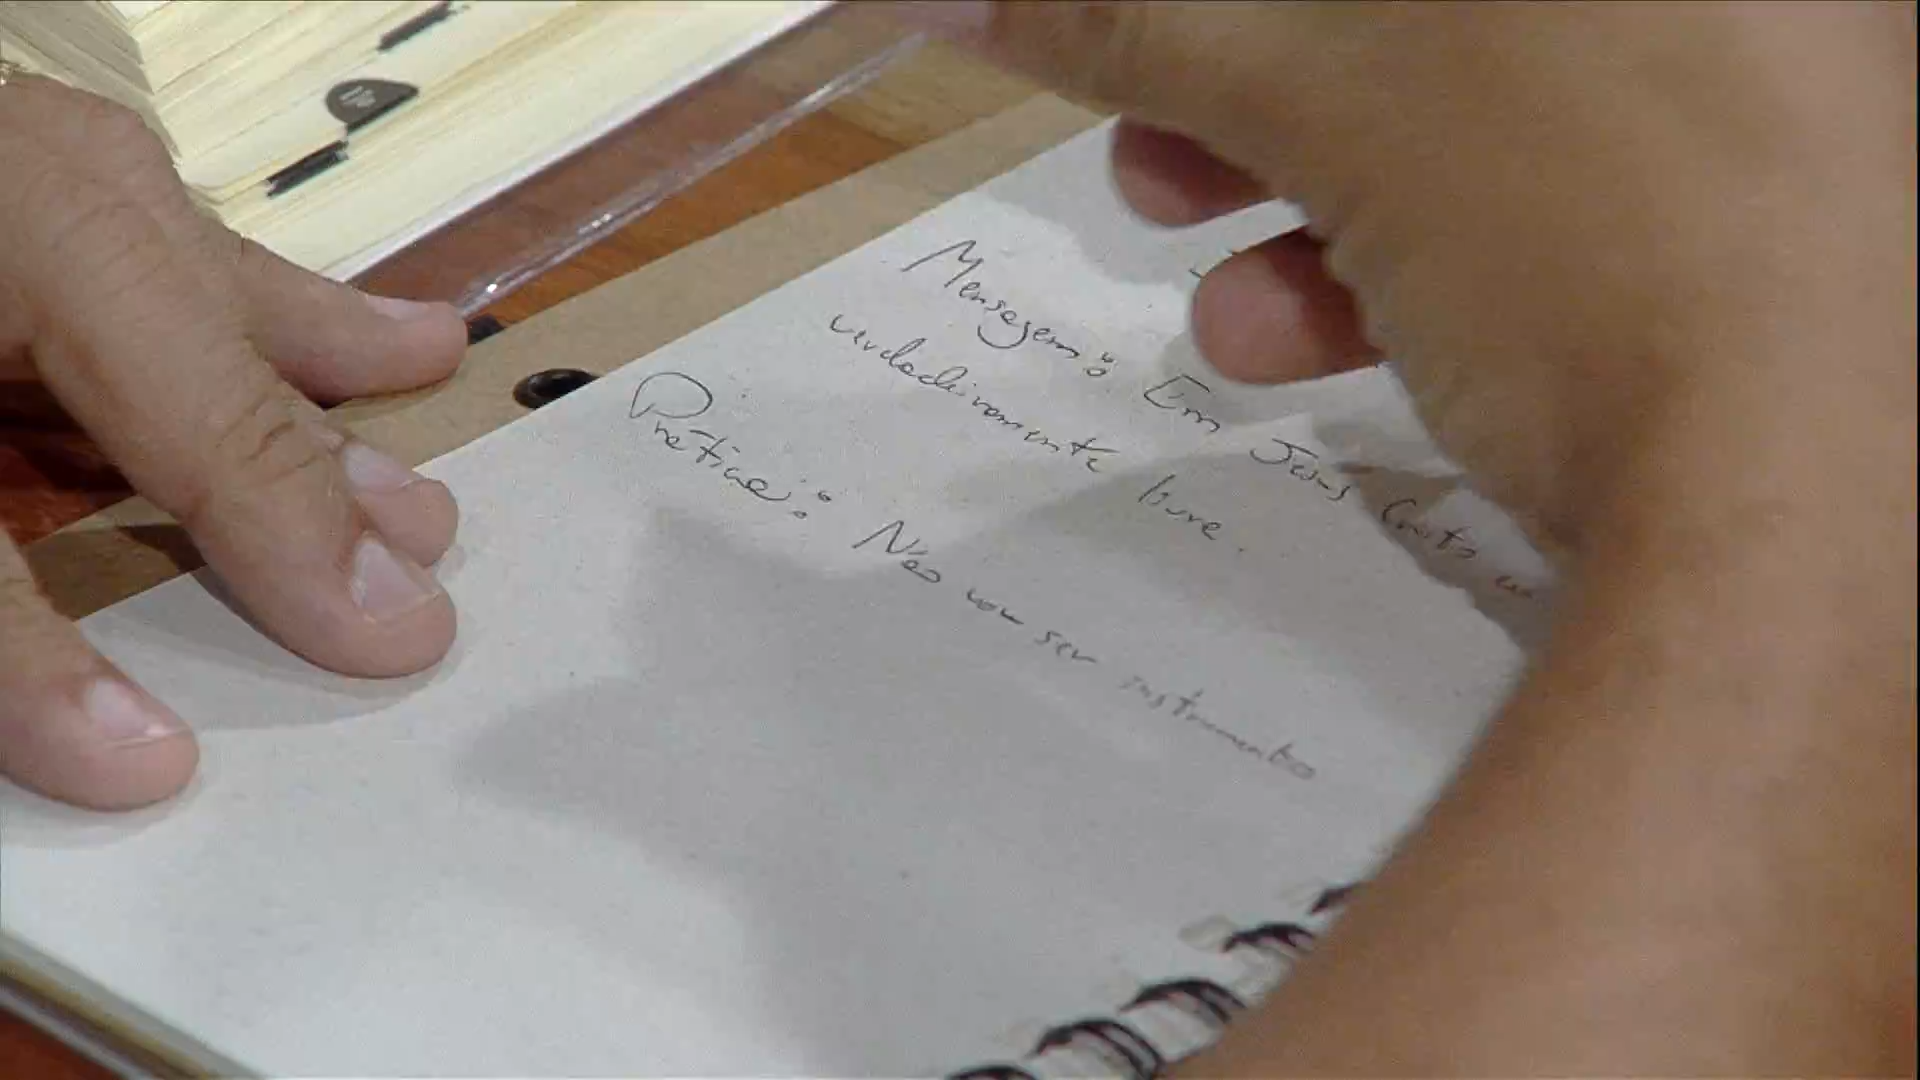 Mensagem: Em Jesus Cristo
verdadeiramente livre.
Prática: Não vou ser instrumento